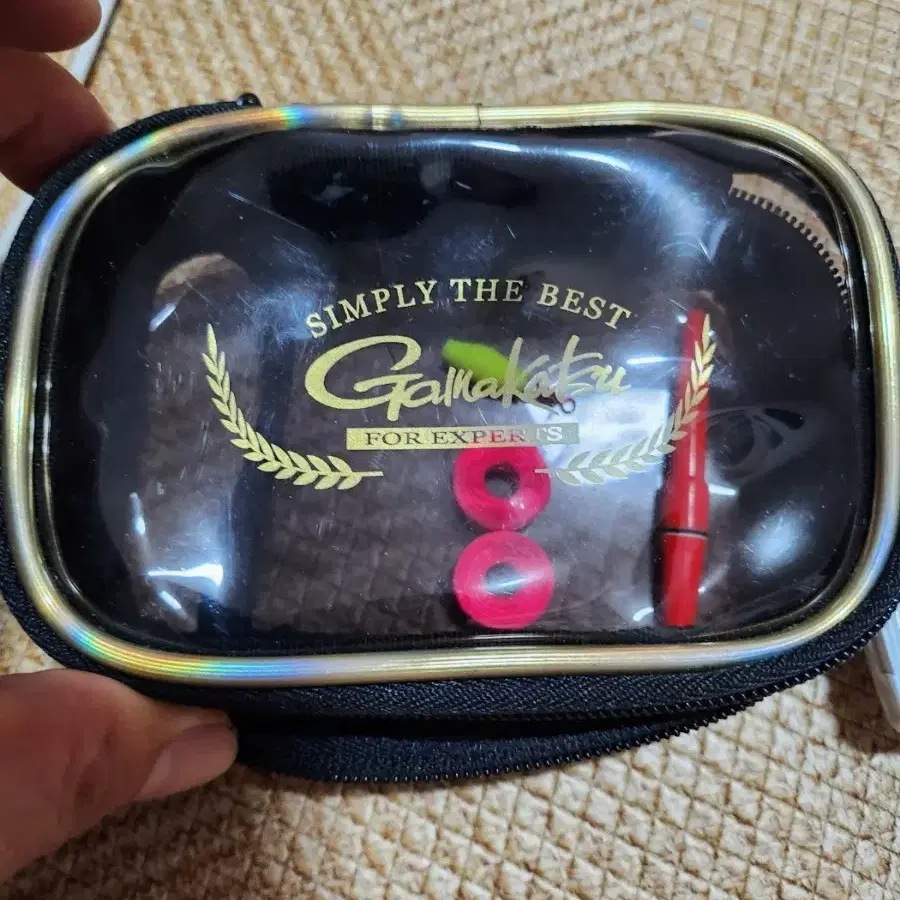 SIMPLY THE BEST
Gamakatsu
FOR EXPERTS